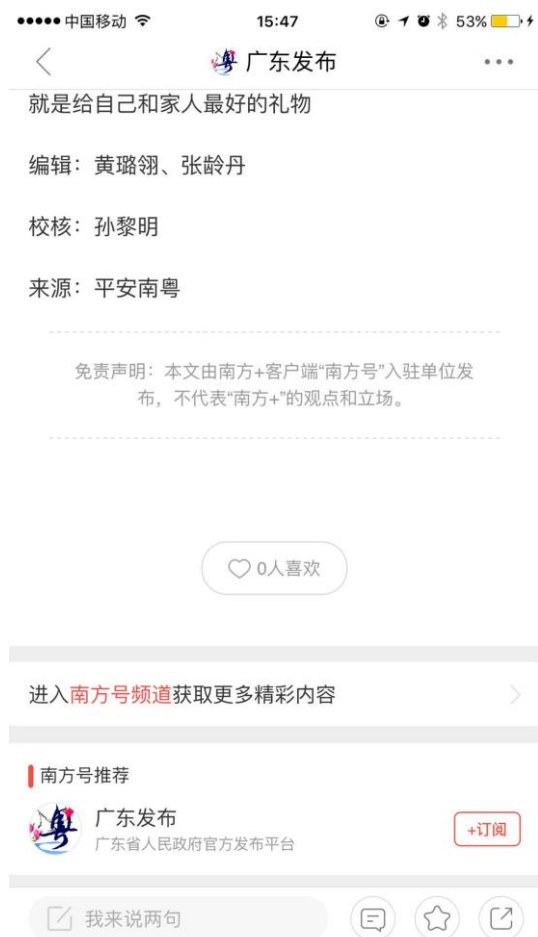 中国移动 15:47 53%
广东发布
就是给自己和家人最好的礼物
编辑：黄璐翎、张龄丹
校核：孙黎明
来源：平安南粤
免责声明：本文由南方+客户端“南方号”入驻单位发
布，不代表“南方+”的观点和立场。
0人喜欢
进入南方号频道获取更多精彩内容
南方号推荐
广东发布
广东省人民政府官方发布平台
+订阅
我来说两句